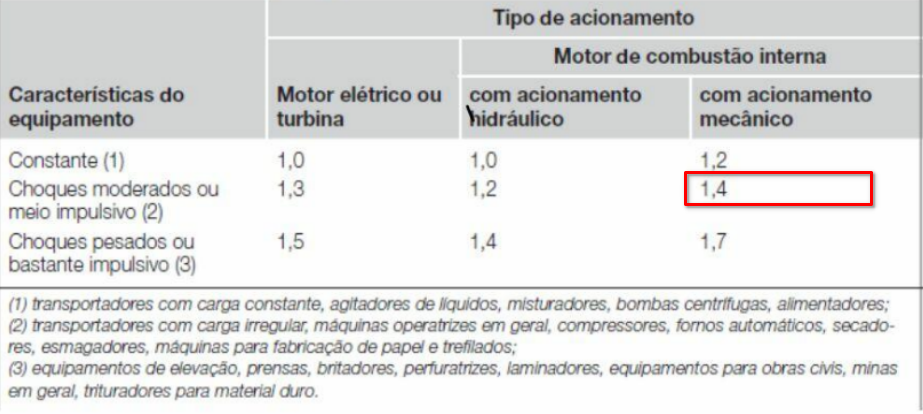 Tipo de acionamento
Motor de combustão interna
Características do equipamento
Motor elétrico ou turbina
com acionamento hidráulico
com acionamento mecânico
Constante (1) 1,0 1,0 1,2
Choques moderados ou 1,3 1,2 1,4
meio impulsivo (2)
Choques pesados ou 1,5 1,4 1,7
bastante impulsivo (3)
(1) transportadores com carga constante, agitadores de líquidos, misturadores, bombas centrífugas, alimentadores;
(2) transportadores com carga irregular, máquinas operatrizes em geral, compressores, fornos automáticos, secado-
res, esmagadores, máquinas para fabricação de papel e trefilados;
(3) equipamentos de elevação, prensas, britadores, perfuratrizes, laminadores, equipamentos para obras civis, minas
em geral, trituradores para material duro.